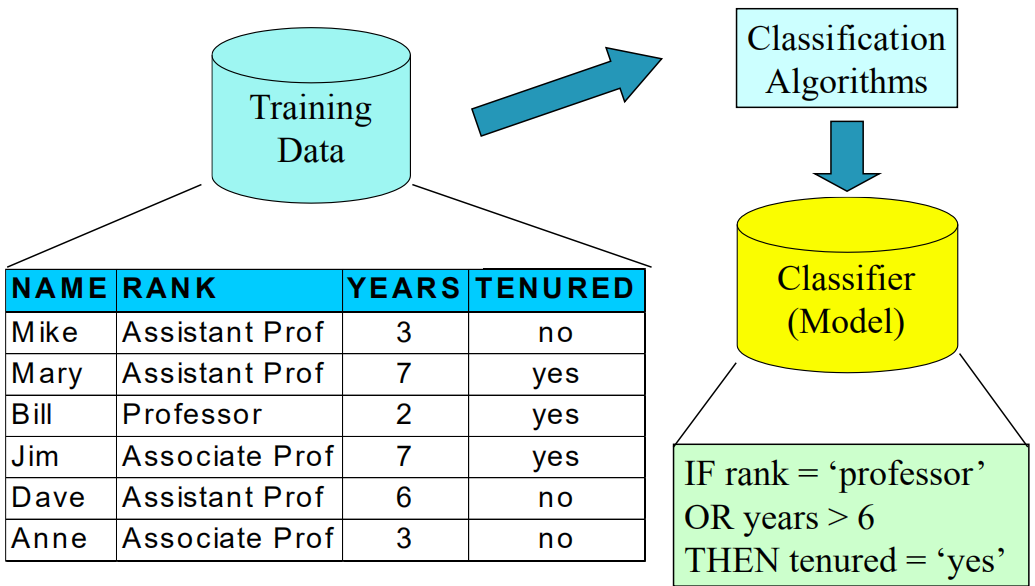 Classification
Algorithms
Training
Data
NAME RANK YEARS TENURED
Mike Assistant Prof 3 no
Mary Assistant Prof 7 yes
Bill Professor 2 yes
Jim Associate Prof 7 yes
Dave Assistant Prof 6 no
Anne Associate Prof 3 no
Classifier
(Model)
IF rank = ‘professor’
OR years > 6
THEN tenured = ‘yes’